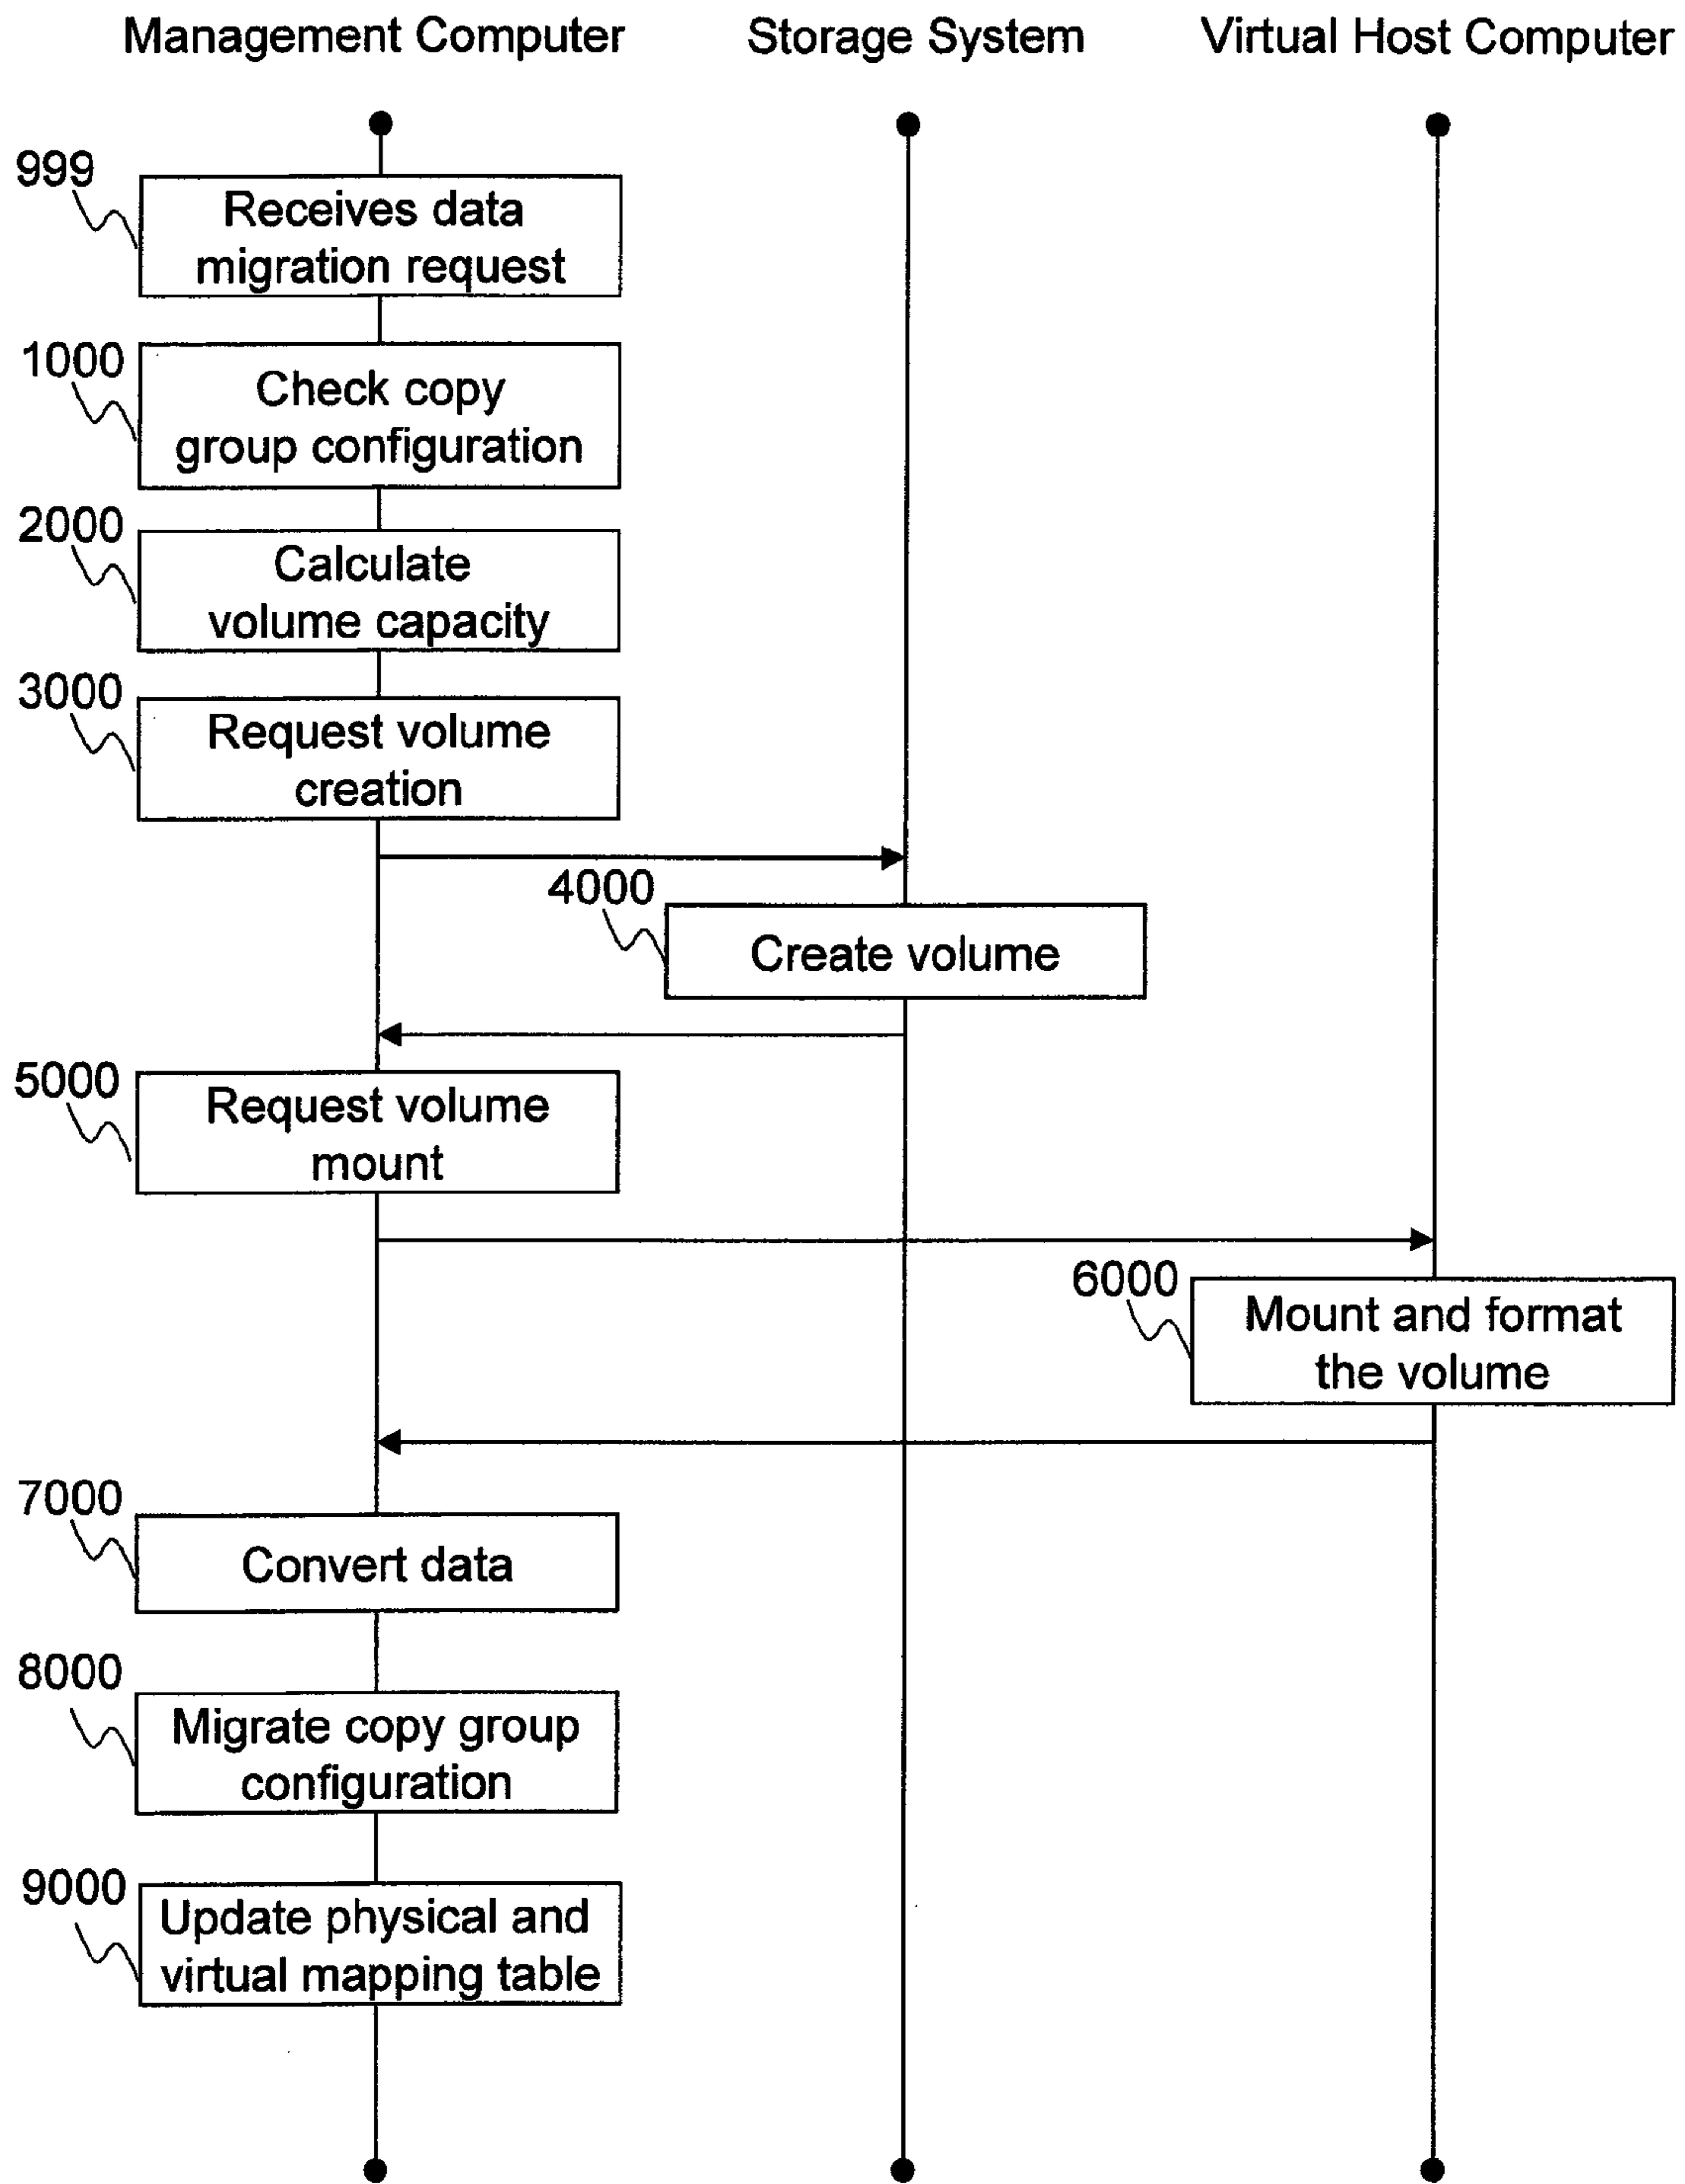 Management Computer
Storage System
Virtual Host Computer
999
Receives data
migration request
1000
Check copy
group configuration
2000
Calculate
volume capacity
3000
Request volume
creation
4000
Create volume
5000
Request volume
mount
6000
Mount and format
the volume
7000
Convert data
8000
Migrate copy group
configuration
9000
Update physical and
virtual mapping table